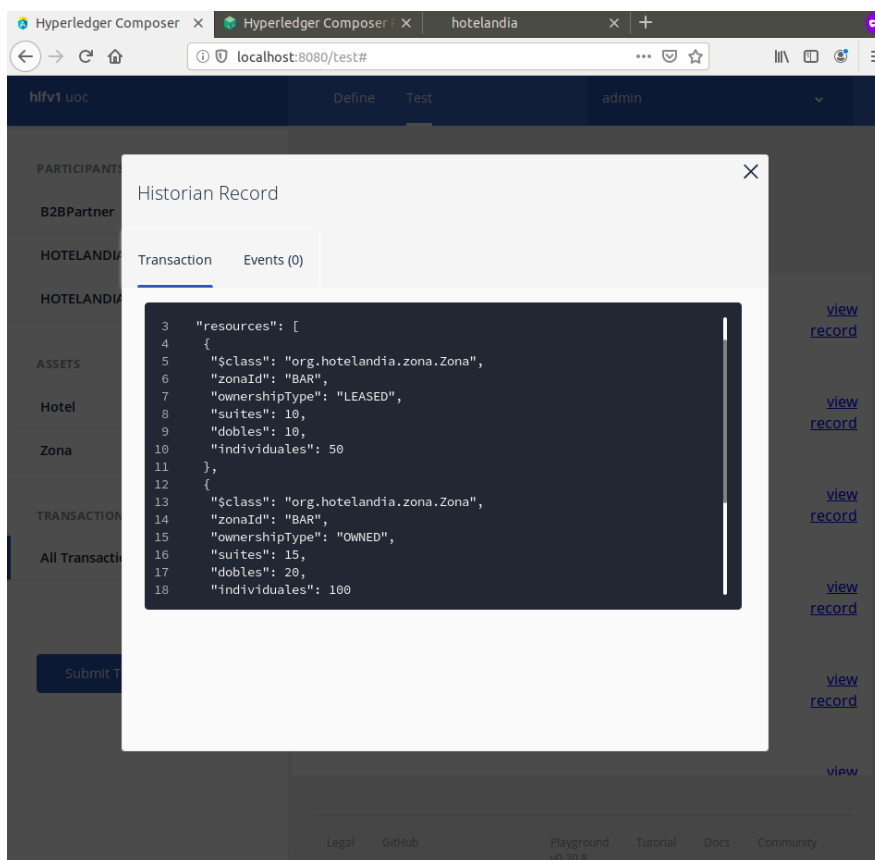 Hyperledger Composer
Hyperledger Composer
hotelandia
localhost:8080/test#
hlfv1 uoc
Define
Test
admin
PARTICIPANTS
B2BPartner
HOTELANDIA
HOTELANDIA
ASSETS
Hotel
Zona
TRANSACTION
All Transacti
Submit T
Historian Record
Transaction
Events (0)
3 "resources": [
4 {
5 "$class": "org.hotelandia.zona.Zona",
6 "zonaId": "BAR",
7 "ownershipType": "LEASED",
8 "suites": 10,
9 "dobles": 10,
10 "individuales": 50
11 },
12 {
13 "$class": "org.hotelandia.zona.Zona",
14 "zonaId": "BAR",
15 "ownershipType": "OWNED",
16 "suites": 15,
17 "dobles": 20,
18 "individuales": 100
view
record
view
record
view
record
view
record
view
record
view
Legal
GitHub
Playground
v0.20.8
Tutorial
Docs
Community